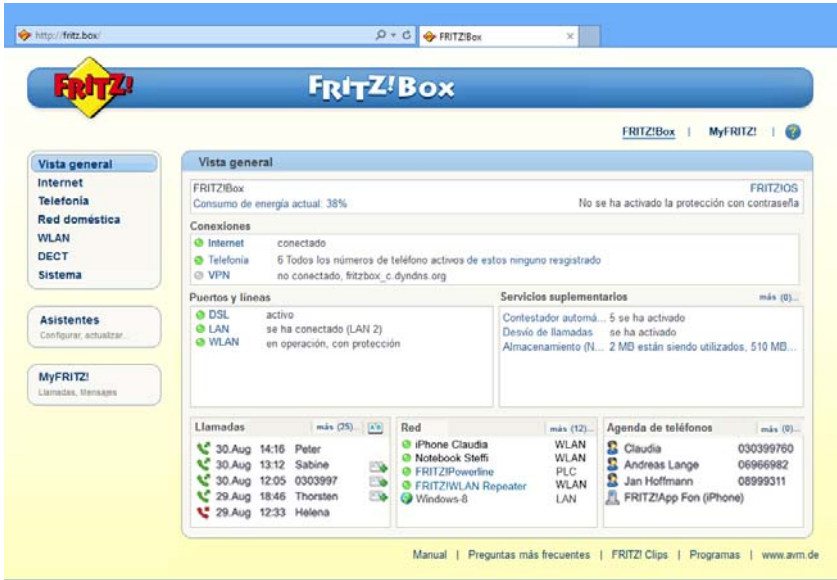 http://fritz.box/
FRITZ!Box
FRITZ!
FRITZ!Box
FRITZ!Box | MyFRITZ! | ?
Vista general
Internet
Telefonía
Red doméstica
WLAN
DECT
Sistema
Asistentes
Configurar, actualizar...
MyFRITZ!
Llamadas, Mensajes
Vista general
FRITZ!Box FRITZ!OS
Consumo de energía actual: 38% No se ha activado la protección con contraseña
Conexiones
Internet conectado
Telefonía 6 Todos los números de teléfono activos de estos ninguno resgistrado
VPN no conectado, fritzbox_c.dyndns.org
Puertos y líneas
DSL activo
LAN se ha conectado (LAN 2)
WLAN en operación, con protección
Servicios suplementarios más (0)...
Contestador automá... 5 se ha activado
Desvío de llamadas se ha activado
Almacenamiento (N... 2 MB están siendo utilizados, 510 MB...
Llamadas más (25)...
30.Aug 14:16 Peter
30.Aug 13:12 Sabine
30.Aug 12:05 0303997
29.Aug 18:46 Thorsten
29.Aug 12:33 Helena
Red más (12)...
iPhone Claudia WLAN
Notebook Steffi WLAN
FRITZ!Powerline PLC
FRITZ!WLAN Repeater WLAN
Windows-8 LAN
Agenda de teléfonos más (0)...
Claudia 030399760
Andreas Lange 06966982
Jan Hoffmann 08999311
FRITZ!App Fon (iPhone)
Manual | Preguntas más frecuentes | FRITZ! Clips | Programas | www.avm.de